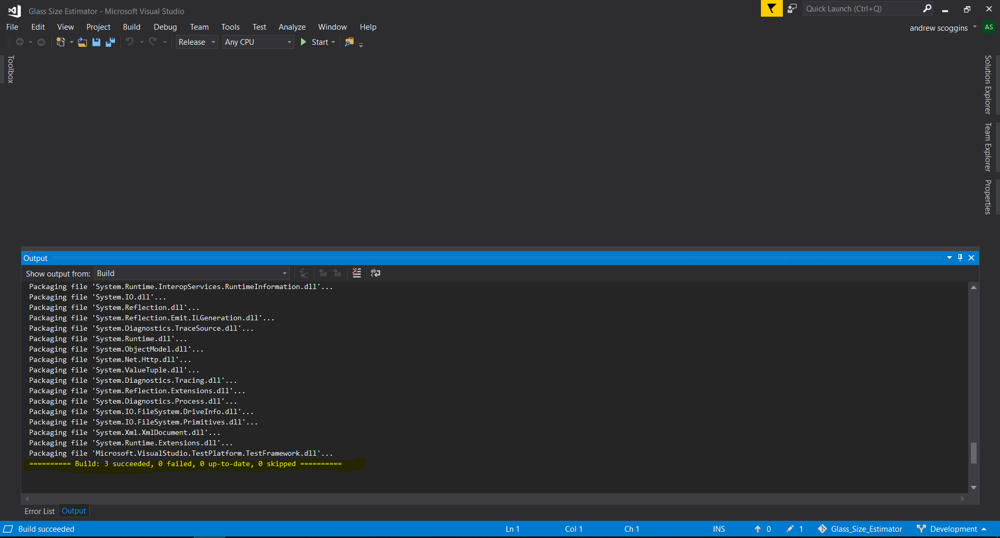 Glass Size Estimator - Microsoft Visual Studio
Quick Launch (Ctrl+Q)
File Edit View Project Build Debug Team Tools Test Analyze Window Help
andrew scoggins AS
Release Any CPU Start
Toolbox
Solution Explorer
Team Explorer
Properties
Output
Show output from: Build
Packaging file 'System.Runtime.InteropServices.RuntimeInformation.dll'...
Packaging file 'System.IO.dll'...
Packaging file 'System.Reflection.dll'...
Packaging file 'System.Reflection.Emit.ILGeneration.dll'...
Packaging file 'System.Diagnostics.TraceSource.dll'...
Packaging file 'System.Runtime.dll'...
Packaging file 'System.ObjectModel.dll'...
Packaging file 'System.Net.Http.dll'...
Packaging file 'System.ValueTuple.dll'...
Packaging file 'System.Diagnostics.Tracing.dll'...
Packaging file 'System.Reflection.Extensions.dll'...
Packaging file 'System.Diagnostics.Process.dll'...
Packaging file 'System.IO.FileSystem.DriveInfo.dll'...
Packaging file 'System.IO.FileSystem.Primitives.dll'...
Packaging file 'System.Xml.XmlDocument.dll'...
Packaging file 'System.Runtime.Extensions.dll'...
Packaging file 'Microsoft.VisualStudio.TestPlatform.TestFramework.dll'...
========== Build: 3 succeeded, 0 failed, 0 up-to-date, 0 skipped ==========
Error List Output
Build succeeded Ln 1 Col 1 Ch 1 INS 0 1 Glass_Size_Estimator Development